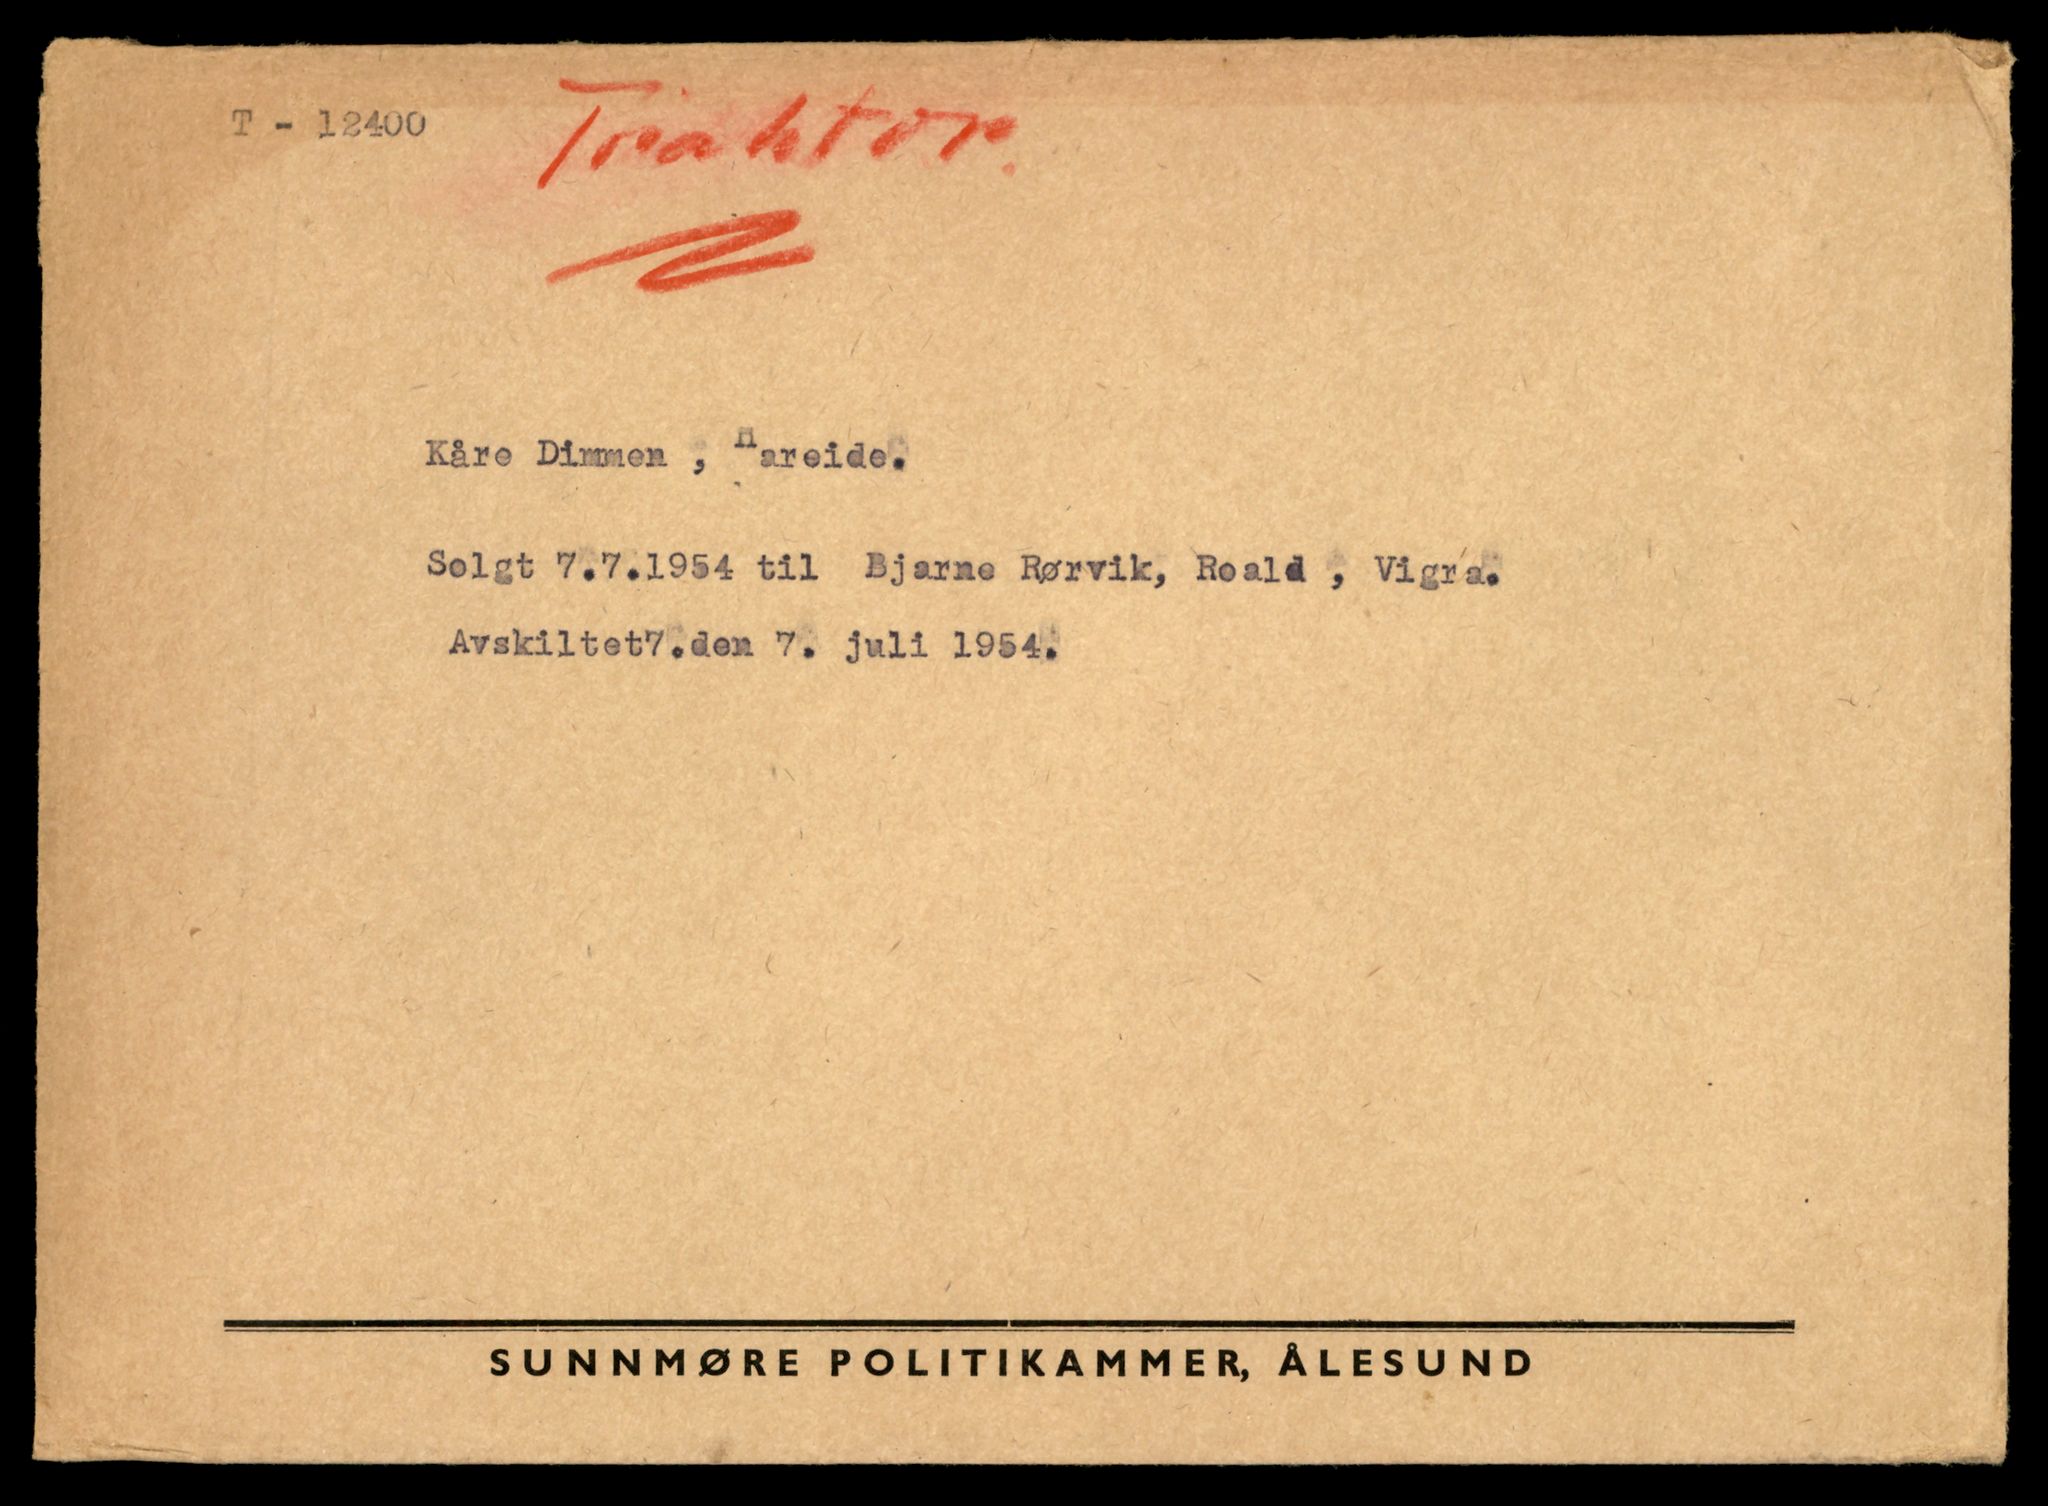 T - 12400
Traktor.
Kåre Dimmen , Hareide.
Solgt 7.7.1954 til Bjarne Rørvik, Roald , Vigra.
Avskiltet7.den 7. juli 1954.
SUNNMØRE POLITIKAMMER, ÅLESUND